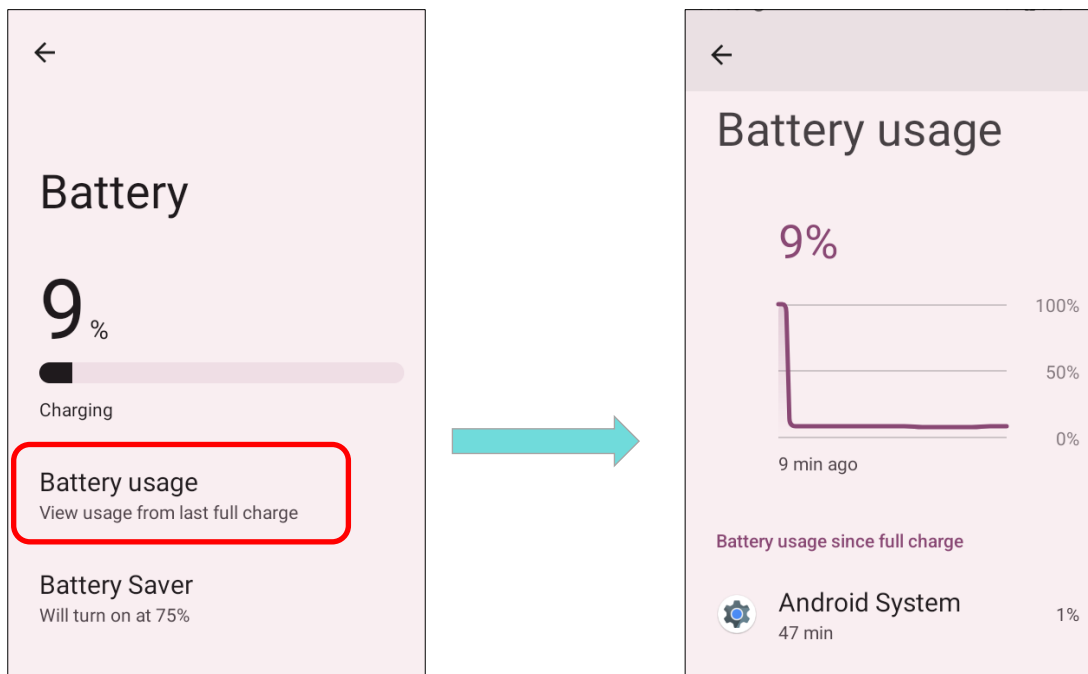 Battery
9 %
Charging
Battery usage
View usage from last full charge
Battery Saver
Will turn on at 75%
Battery usage
9%
100%
50%
0%
9 min ago
Battery usage since full charge
Android System
1%
47 min